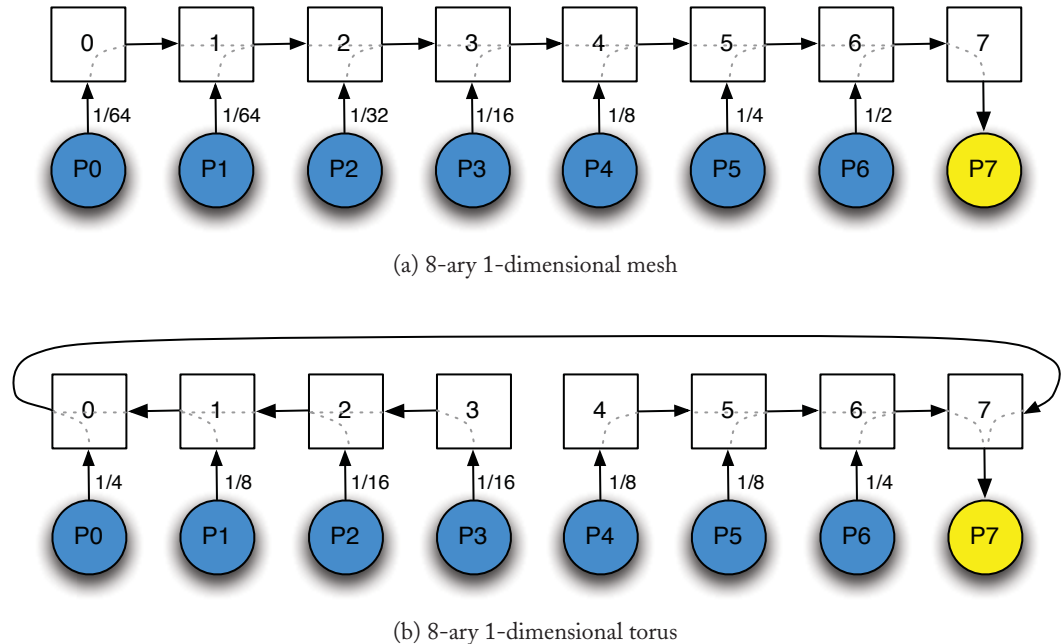 0 1 2 3 4 5 6 7
1/64 1/64 1/32 1/16 1/8 1/4 1/2
P0 P1 P2 P3 P4 P5 P6 P7
(a) 8-ary 1-dimensional mesh
0 1 2 3 4 5 6 7
1/4 1/8 1/16 1/16 1/8 1/8 1/4
P0 P1 P2 P3 P4 P5 P6 P7
(b) 8-ary 1-dimensional torus